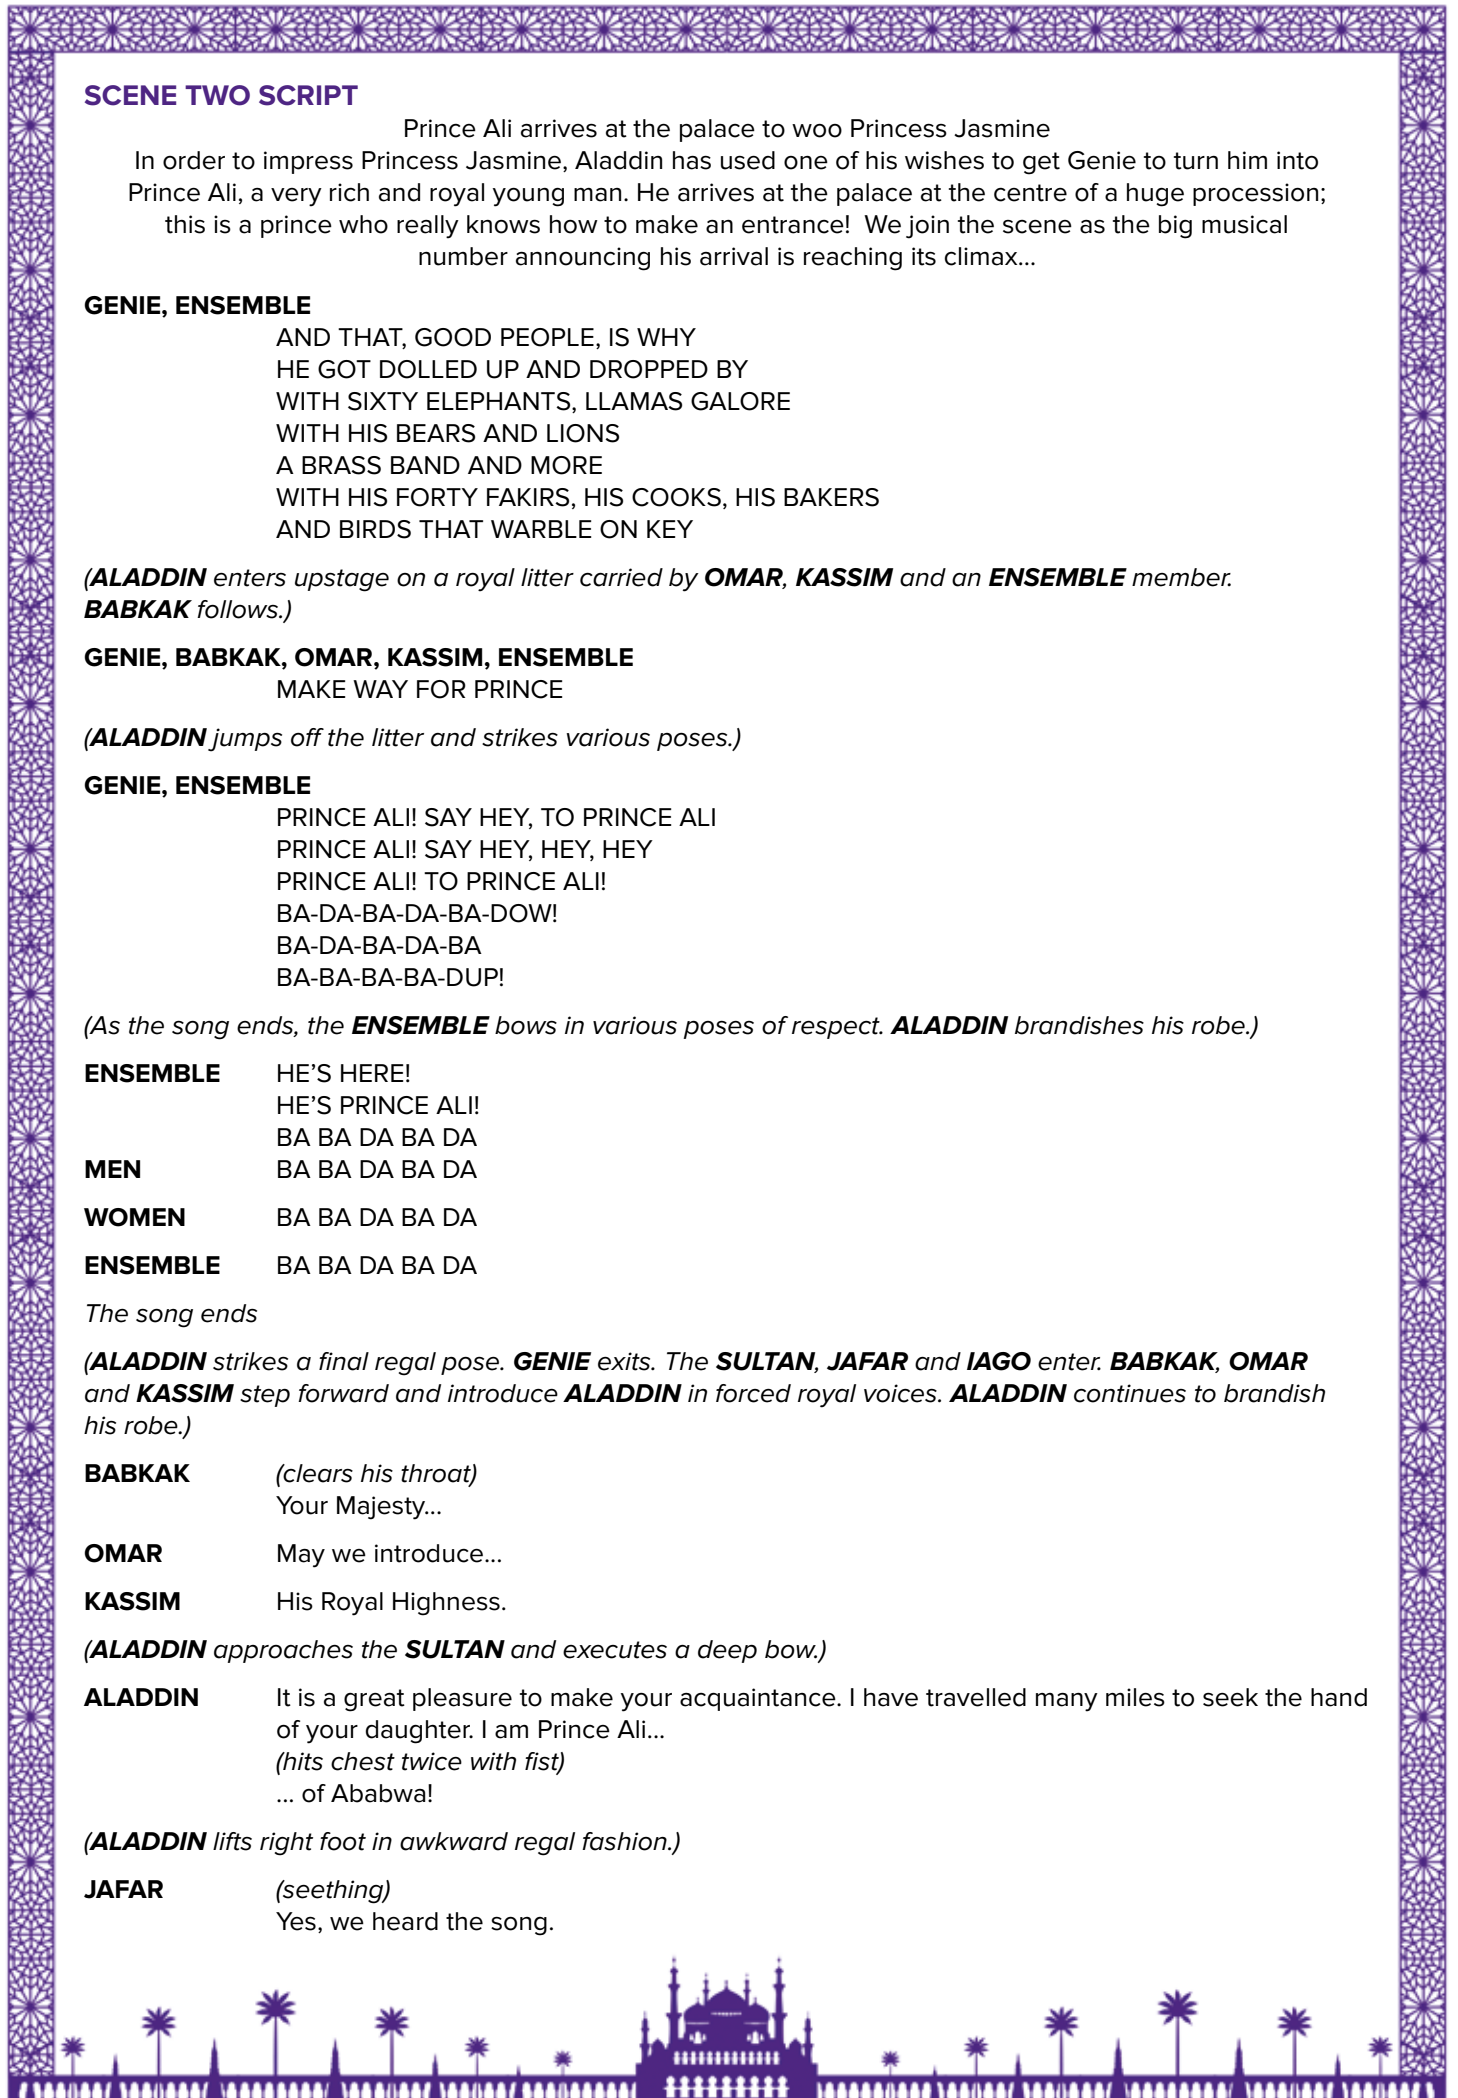 SCENE TWO SCRIPT
Prince Ali arrives at the palace to woo Princess Jasmine
In order to impress Princess Jasmine, Aladdin has used one of his wishes to get Genie to turn him into
Prince Ali, a very rich and royal young man. He arrives at the palace at the centre of a huge procession;
this is a prince who really knows how to make an entrance!  We join the scene as the big musical
number announcing his arrival is reaching its climax...
GENIE, ENSEMBLE
AND THAT, GOOD PEOPLE, IS WHY
HE GOT DOLLED UP AND DROPPED BY
WITH SIXTY ELEPHANTS, LLAMAS GALORE
WITH HIS BEARS AND LIONS
A BRASS BAND AND MORE
WITH HIS FORTY FAKIRS, HIS COOKS, HIS BAKERS
AND BIRDS THAT WARBLE ON KEY
(ALADDIN enters upstage on a royal litter carried by OMAR, KASSIM and an ENSEMBLE member.
BABKAK follows.)
GENIE, BABKAK, OMAR, KASSIM, ENSEMBLE
MAKE WAY FOR PRINCE
(ALADDIN jumps off the litter and strikes various poses.)
GENIE, ENSEMBLE
PRINCE ALI! SAY HEY, TO PRINCE ALI
PRINCE ALI! SAY HEY, HEY, HEY
PRINCE ALI! TO PRINCE ALI!
BA-DA-BA-DA-BA-DOW!
BA-DA-BA-DA-BA
BA-BA-BA-BA-DUP!
(As the song ends, the ENSEMBLE bows in various poses of respect. ALADDIN brandishes his robe.)
ENSEMBLE HE'S HERE!
HE'S PRINCE ALI!
BA BA DA BA DA
MEN BA BA DA BA DA
WOMEN BA BA DA BA DA
ENSEMBLE BA BA DA BA DA
The song ends
(ALADDIN strikes a final regal pose. GENIE exits. The SULTAN, JAFAR and IAGO enter. BABKAK, OMAR
and KASSIM step forward and introduce ALADDIN in forced royal voices. ALADDIN continues to brandish
his robe.)
BABKAK (clears his throat)
Your Majesty...
OMAR May we introduce...
KASSIM His Royal Highness.
(ALADDIN approaches the SULTAN and executes a deep bow.)
ALADDIN It is a great pleasure to make your acquaintance. I have travelled many miles to seek the hand
of your daughter. I am Prince Ali...
(hits chest twice with fist)
... of Ababwa!
(ALADDIN lifts right foot in awkward regal fashion.)
JAFAR (seething)
Yes, we heard the song.